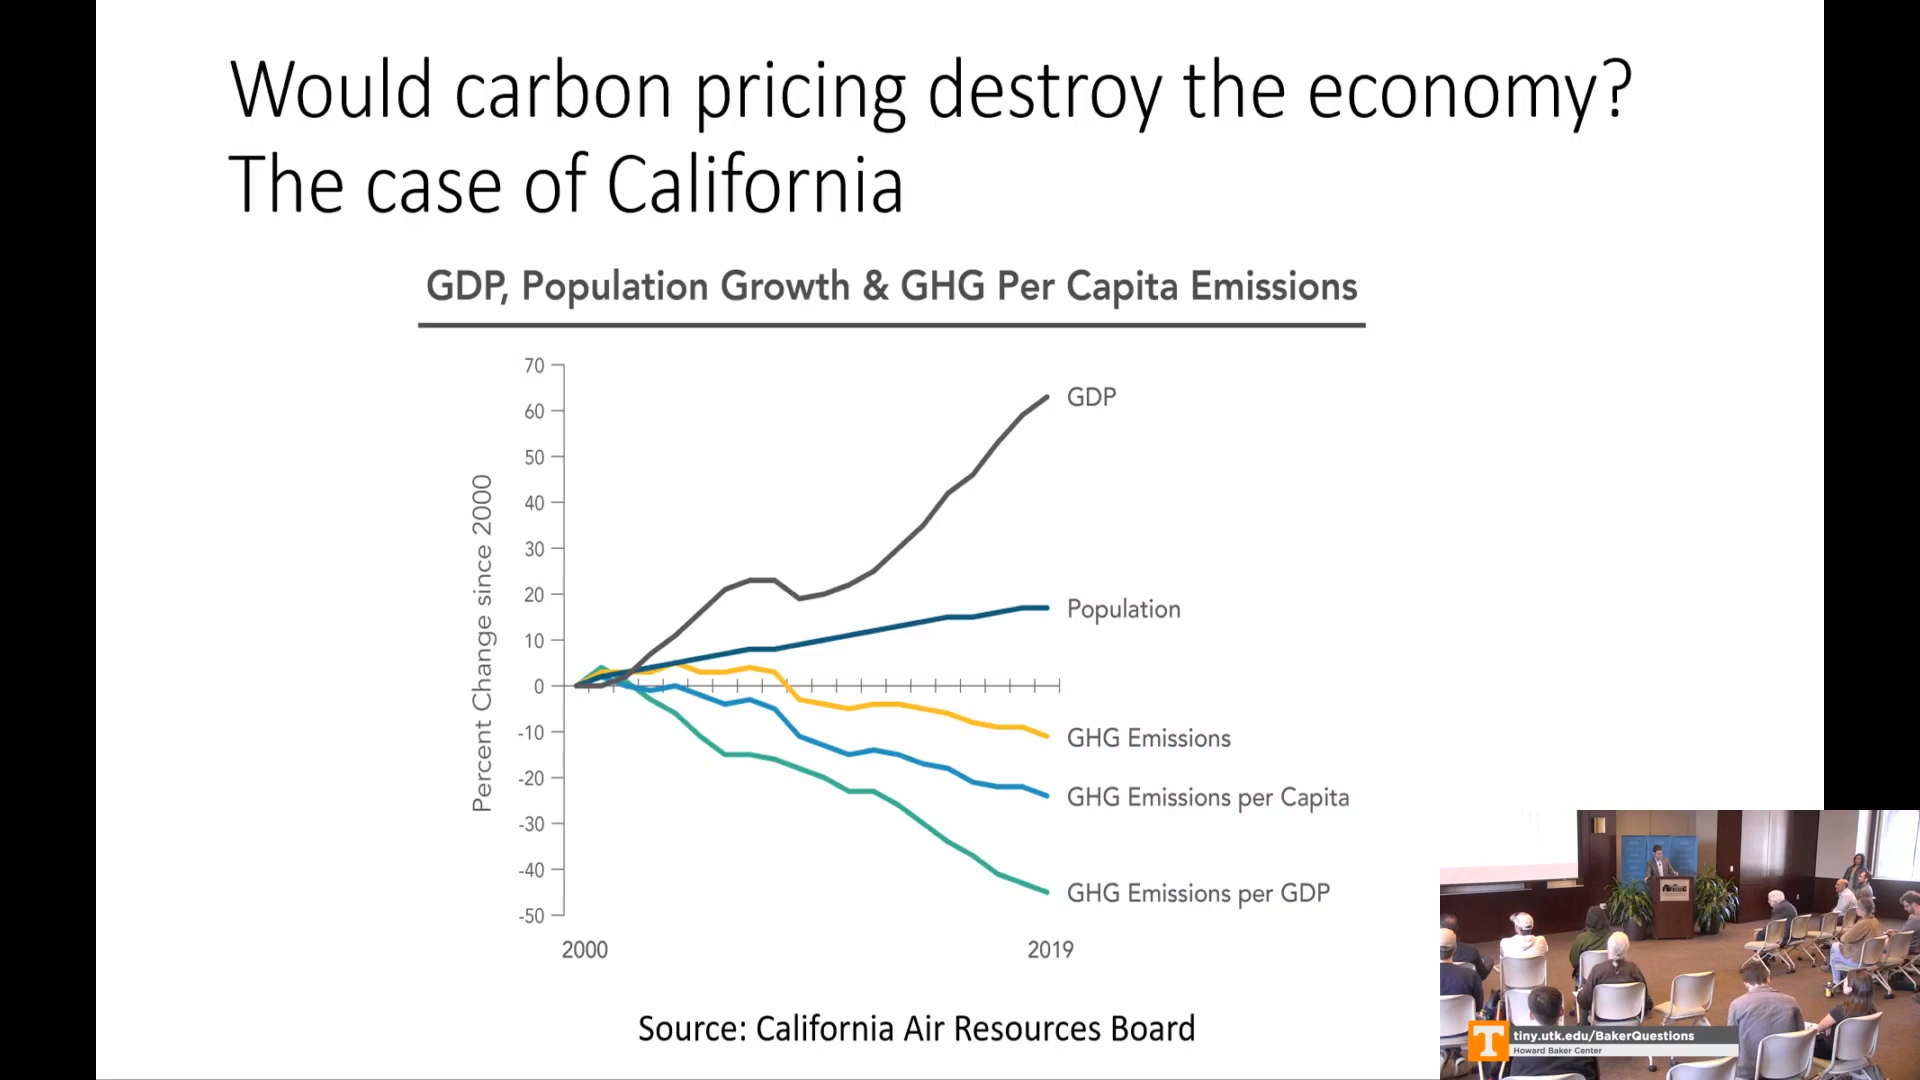 Would carbon pricing destroy the economy?
The case of California
GDP, Population Growth & GHG Per Capita Emissions
Percent Change since 2000
70
60
50
40
30
20
10
0
-10
-20
-30
-40
-50
GDP
Population
GHG Emissions
GHG Emissions per Capita
GHG Emissions per GDP
2000
2019
Source: California Air Resources Board
T
tiny.utk.edu/BakerQuestions
Howard Baker Center